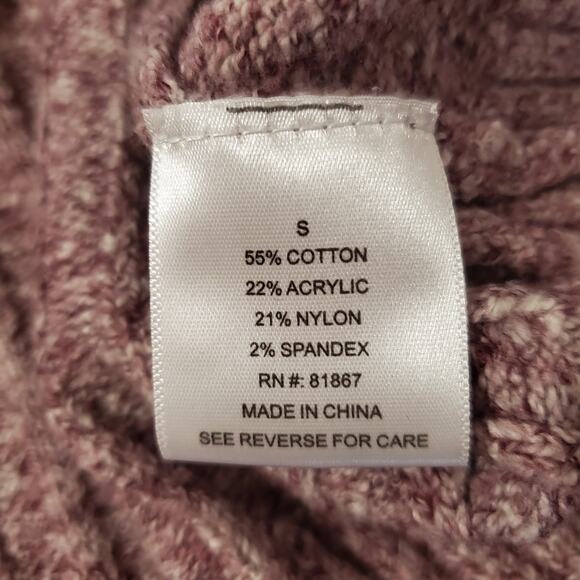 S
55% COTTON
22% ACRYLIC
21% NYLON
2% SPANDEX
RN #: 81867
MADE IN CHINA
SEE REVERSE FOR CARE